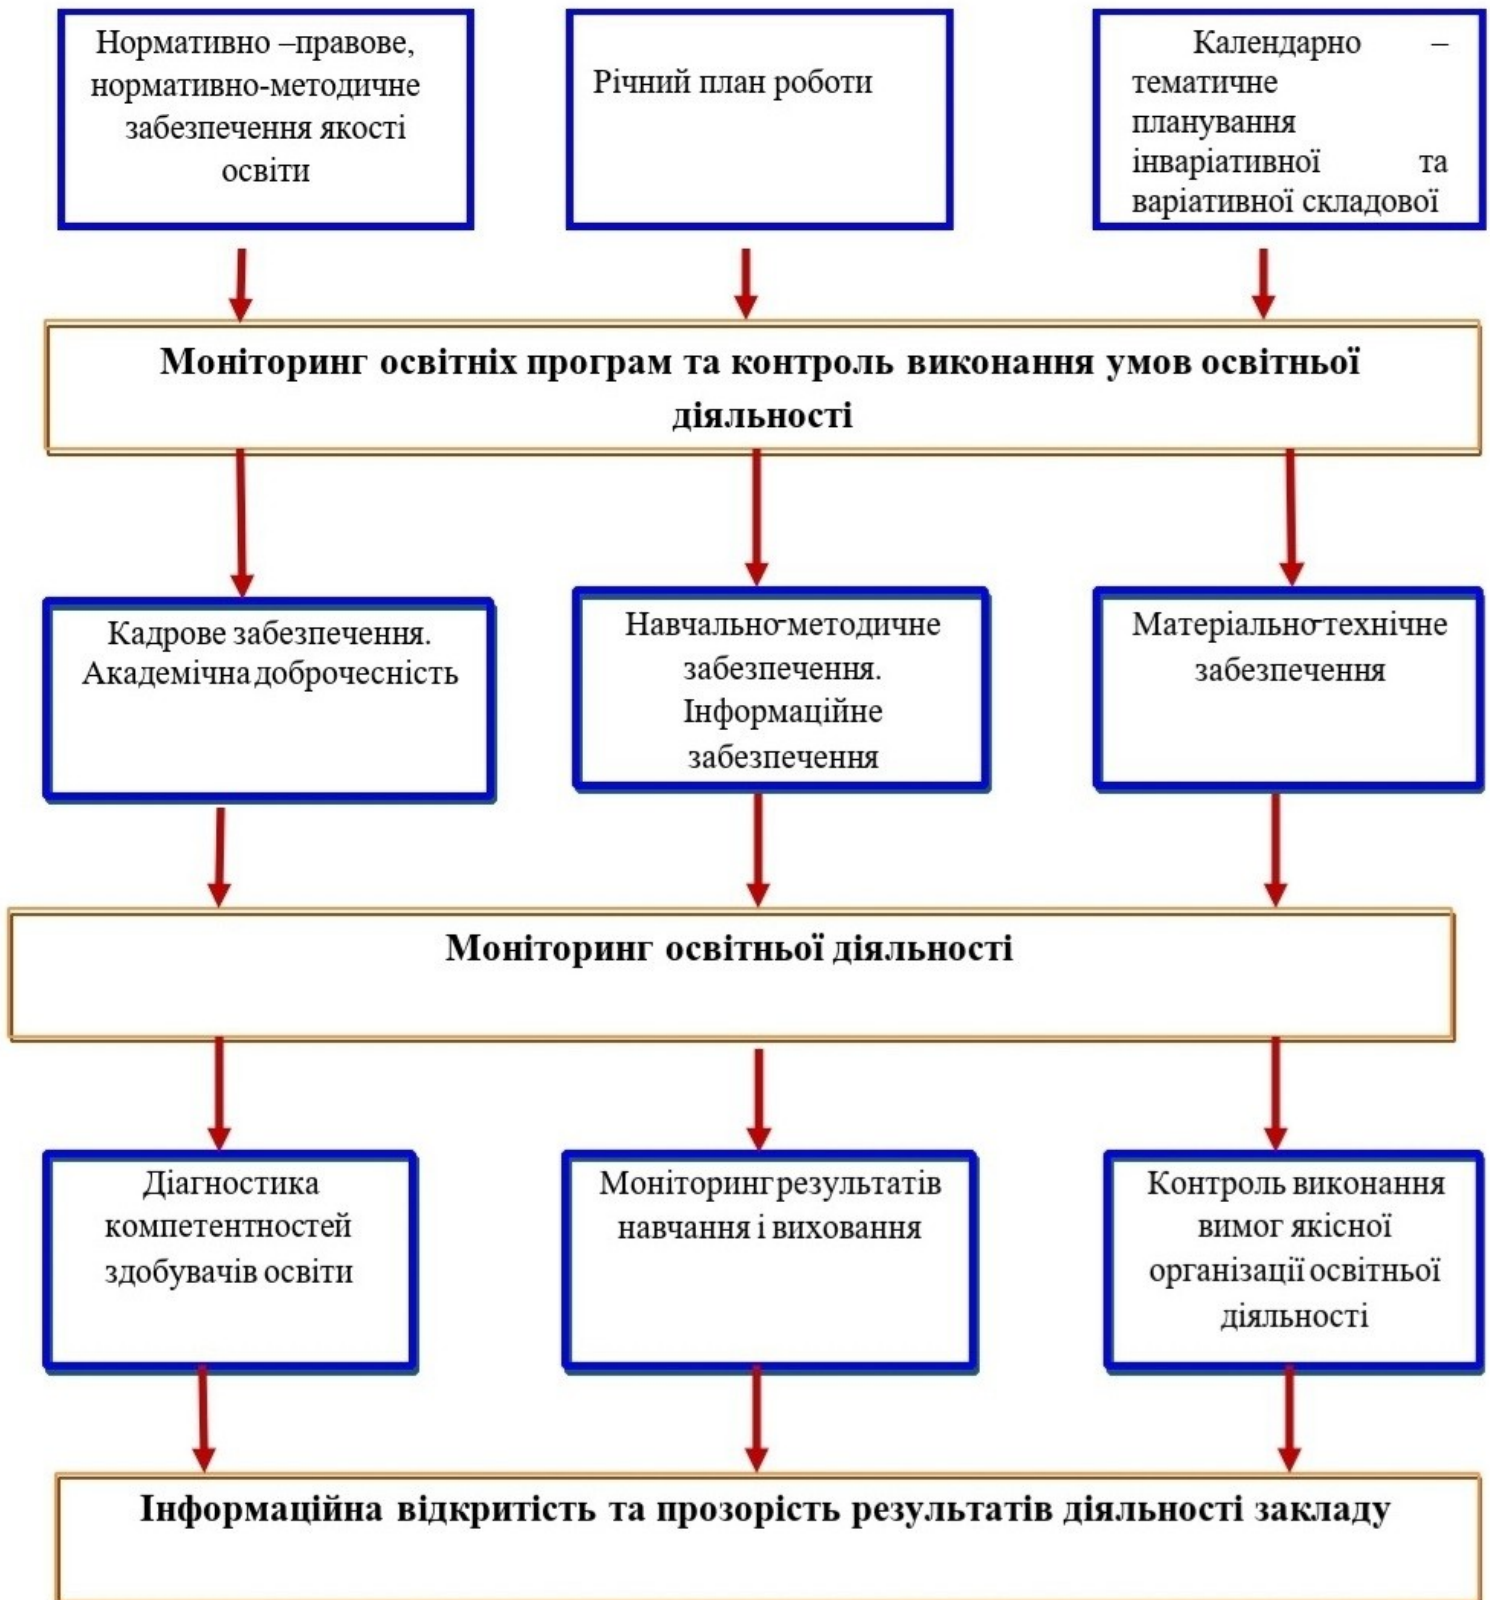 Нормативно –правове,
нормативно-методичне
забезпечення якості
освіти
Річний план роботи
Календарно –
тематичне
планування
інваріативної та
варіативної складової
Моніторинг освітніх програм та контроль виконання умов освітньої
діяльності
Кадрове забезпечення.
Академічна доброчесність
Навчально-методичне
забезпечення.
Інформаційне
забезпечення
Матеріально-технічне
забезпечення
Моніторинг освітньої діяльності
Діагностика
компетентностей
здобувачів освіти
Моніторинг результатів
навчання і виховання
Контроль виконання
вимог якісної
організації освітньої
діяльності
Інформаційна відкритість та прозорість результатів діяльності закладу